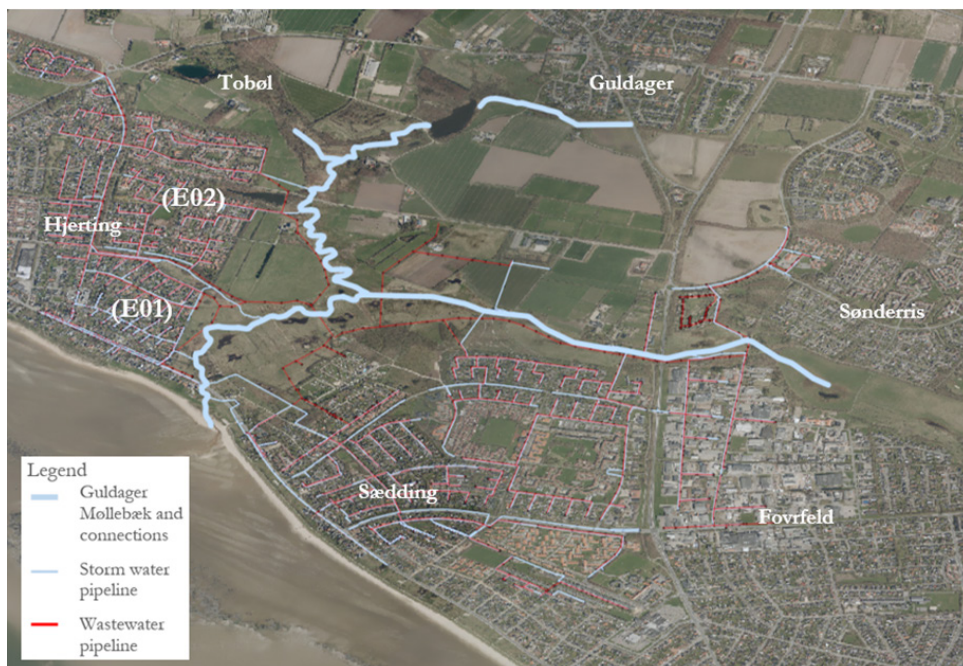 Tobøl
Guldager
(E02)
Hjerting
(E01)
Sønderris
Sædding
Fovrfeld
Legend
Guldager
Møllebæk and
connections
Storm water
pipeline
Wastewater
pipeline